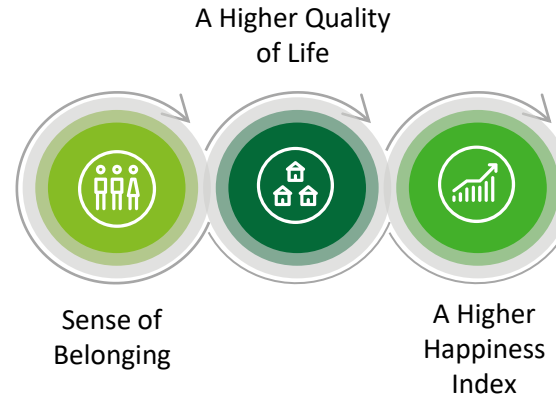 A Higher Quality
of Life
Sense of
Belonging
A Higher
Happiness
Index